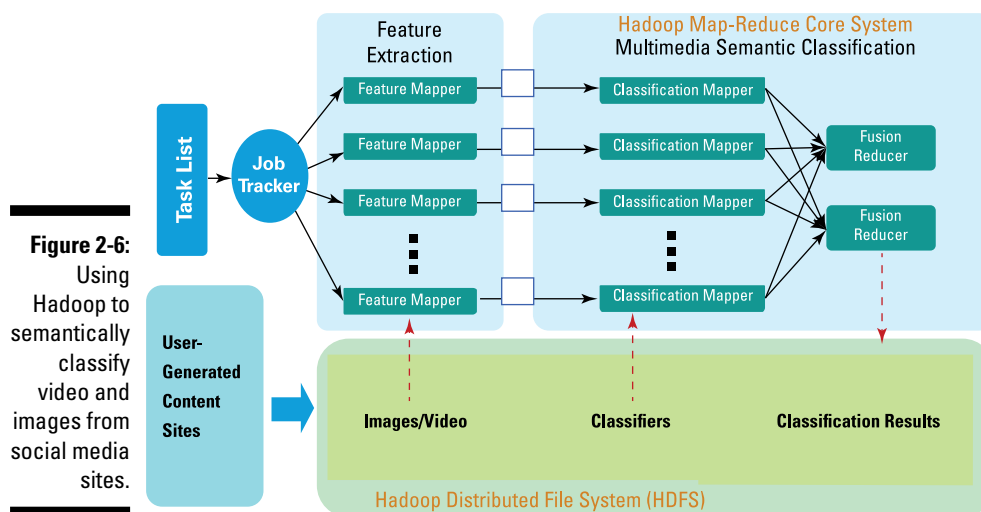 Hadoop Map-Reduce Core System
Feature
Extraction
Multimedia Semantic Classification
Task List
Job
Tracker
Feature Mapper
Classification Mapper
Feature Mapper
Classification Mapper
Feature Mapper
Classification Mapper
Feature Mapper
Classification Mapper
Fusion
Reducer
Fusion
Reducer
Figure 2-6:
Using
Hadoop to
semantically
classify
video and
images from
social media
sites.
User-
Generated
Content
Sites
Images/Video
Classifiers
Classification Results
Hadoop Distributed File System (HDFS)